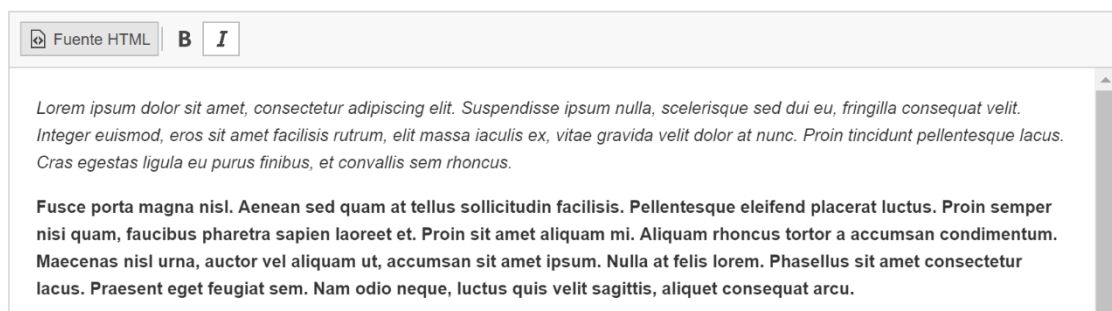 Fuente HTML B I
Lorem ipsum dolor sit amet, consectetur adipiscing elit. Suspendisse ipsum nulla, scelerisque sed dui eu, fringilla consequat velit.
Integer euismod, eros sit amet facilisis rutrum, elit massa iaculis ex, vitae gravida velit dolor at nunc. Proin tincidunt pellentesque lacus.
Cras egestas ligula eu purus finibus, et convallis sem rhoncus.
Fusce porta magna nisl. Aenean sed quam at tellus sollicitudin facilisis. Pellentesque eleifend placerat luctus. Proin semper
nisi quam, faucibus pharetra sapien laoreet et. Proin sit amet aliquam mi. Aliquam rhoncus tortor a accumsan condimentum.
Maecenas nisl urna, auctor vel aliquam ut, accumsan sit amet ipsum. Nulla at felis lorem. Phasellus sit amet consectetur
lacus. Praesent eget feugiat sem. Nam odio neque, luctus quis velit sagittis, aliquet consequat arcu.